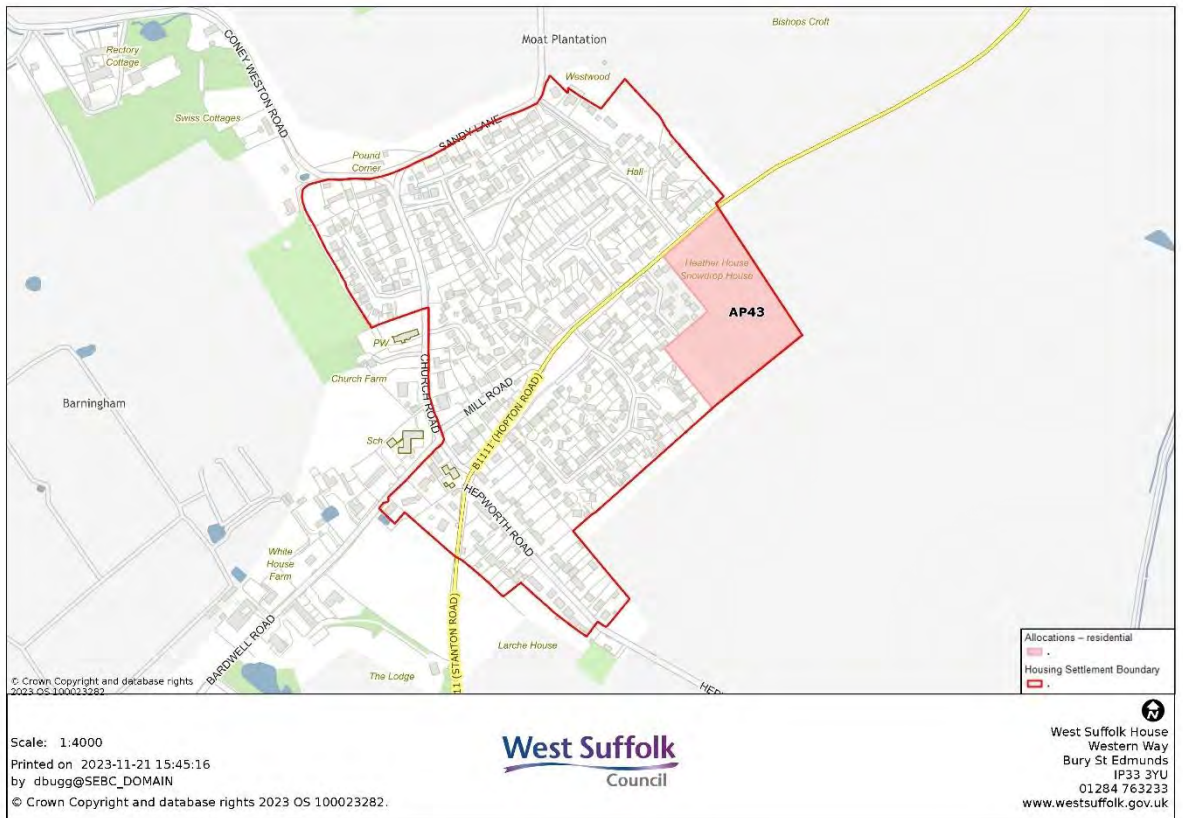 Moat Plantation
Bishops Croft
Rectory
Cottage
CONEY WESTON ROAD
Westwood
Swiss Cottages
SANDY LANE
Pound
Corner
Hall
Heather House
Snowdrop House
AP43
PW
CHURCH ROAD
Church Farm
MILL ROAD
B1111 (HOPTON ROAD)
Barningham
Sch
HEPWORTH ROAD
White
House
Farm
BARDWELL ROAD
11 (STANTON ROAD)
Larche House
The Lodge
HEP
Allocations – residential
.
Housing Settlement Boundary
.
© Crown Copyright and database rights
2023 OS 100023282
Scale: 1:4000
Printed on 2023-11-21 15:45:16
by dbugg@SEBC_DOMAIN
© Crown Copyright and database rights 2023 OS 100023282.
West Suffolk
Council
N
West Suffolk House
Western Way
Bury St Edmunds
IP33 3YU
01284 763233
www.westsuffolk.gov.uk